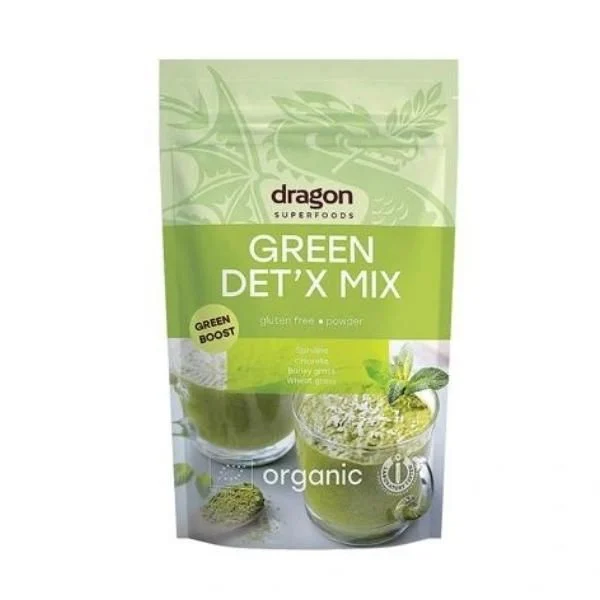 dragon
SUPERFOODS
GREEN
DET'X MIX
gluten free • powder
GREEN
BOOST
Spirulina
Chlorella
Barley grass
Wheat grass
organic